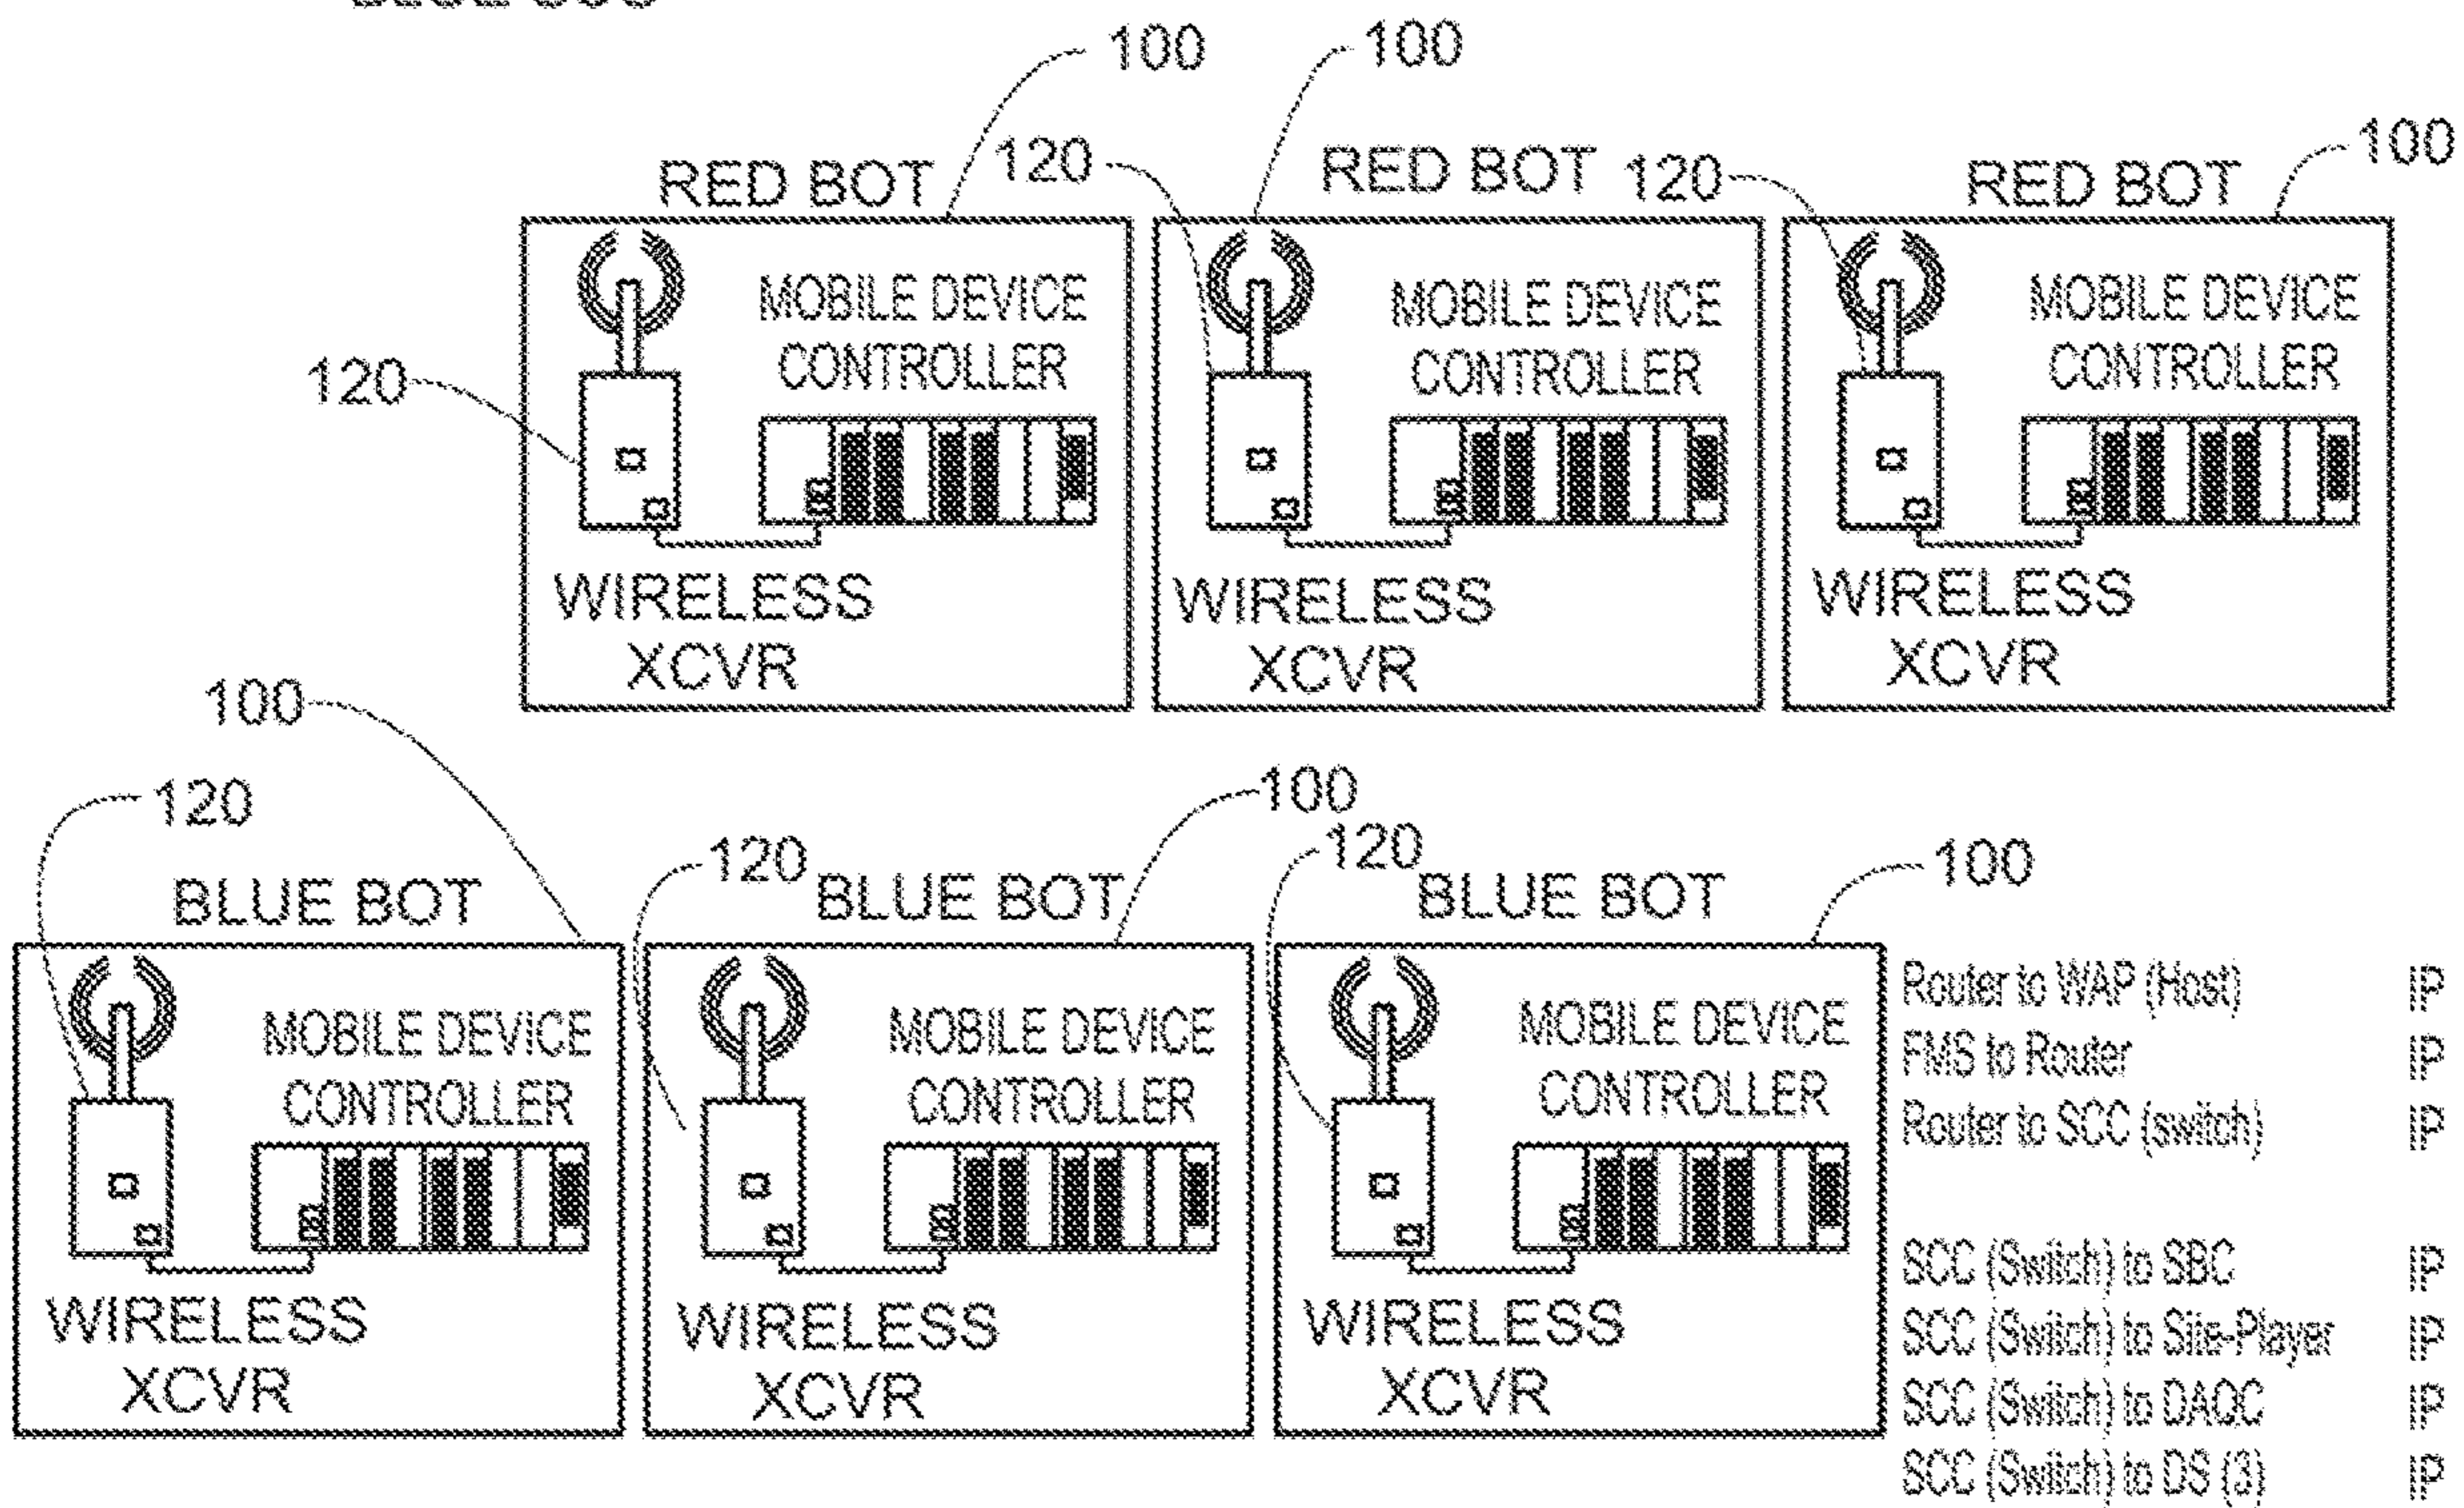 100 100
100
RED BOT 120 RED BOT 120 RED BOT
MOBILE DEVICE CONTROLLER
MOBILE DEVICE CONTROLLER
MOBILE DEVICE CONTROLLER
120
WIRELESS
XCVR
WIRELESS
XCVR
WIRELESS
XCVR
100
120
100
120
120
100
BLUE BOT BLUE BOT BLUE BOT
MOBILE DEVICE
CONTROLLER
MOBILE DEVICE
CONTROLLER
MOBILE DEVICE
CONTROLLER
WIRELESS
XCVR
WIRELESS
XCVR
WIRELESS
XCVR
Router to WAP (Host) IP
FMS to Router IP
Router to SCC (switch) IP
SCC (Switch) to SBC IP
SCC (Switch) to Site-Player IP
SCC (Switch) to DAQC IP
SCC (Switch) to DS (3) IP